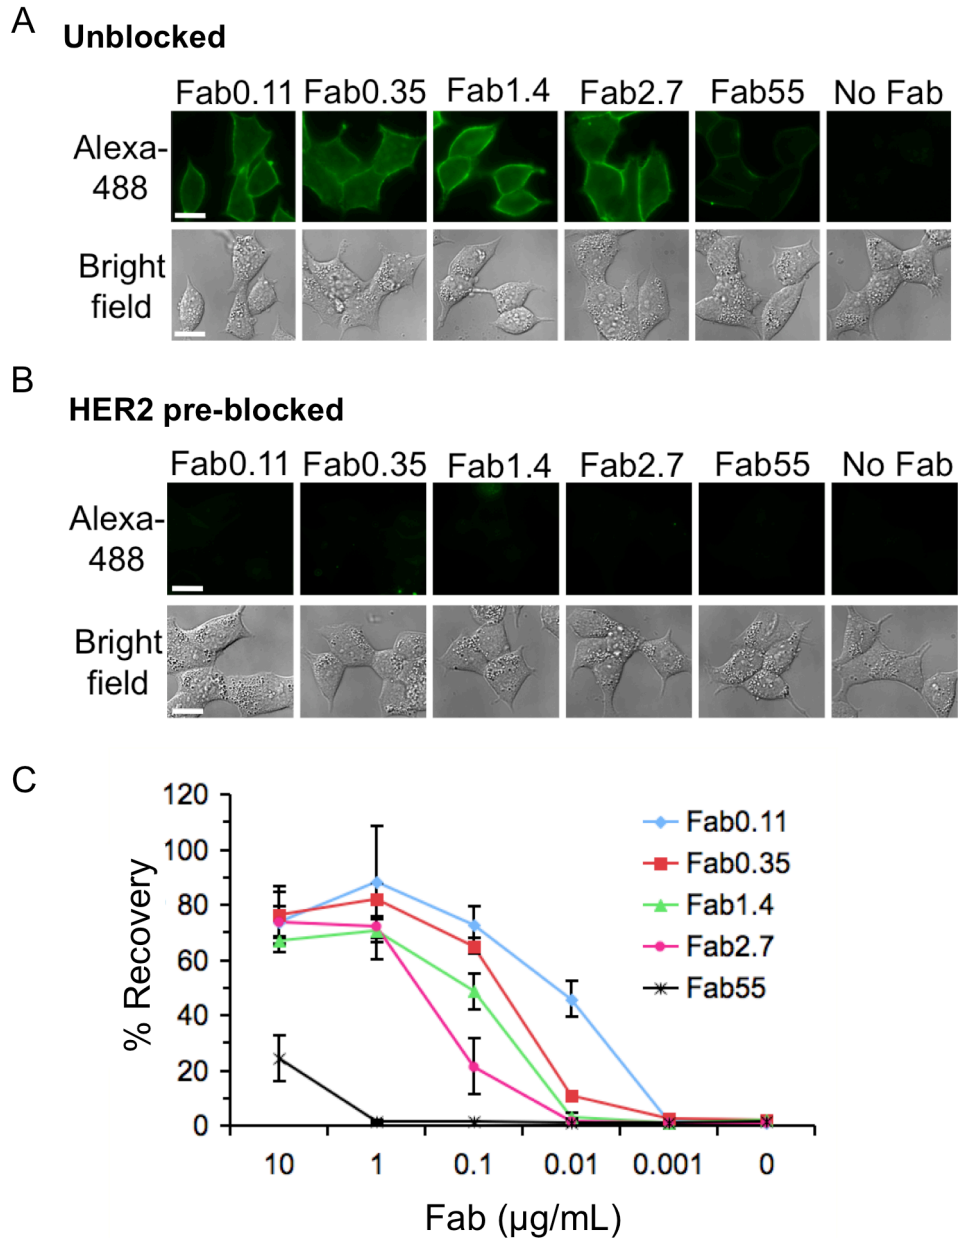 A
Unblocked
Fab0.11 Fab0.35 Fab1.4 Fab2.7 Fab55 No Fab
Alexa-
488
Bright
field
B
HER2 pre-blocked
Fab0.11 Fab0.35 Fab1.4 Fab2.7 Fab55 No Fab
Alexa-
488
Bright
field
C
120
100
80
60
40
20
0
% Recovery
Fab0.11
Fab0.35
Fab1.4
Fab2.7
Fab55
10 1 0.1 0.01 0.001 0
Fab (µg/mL)